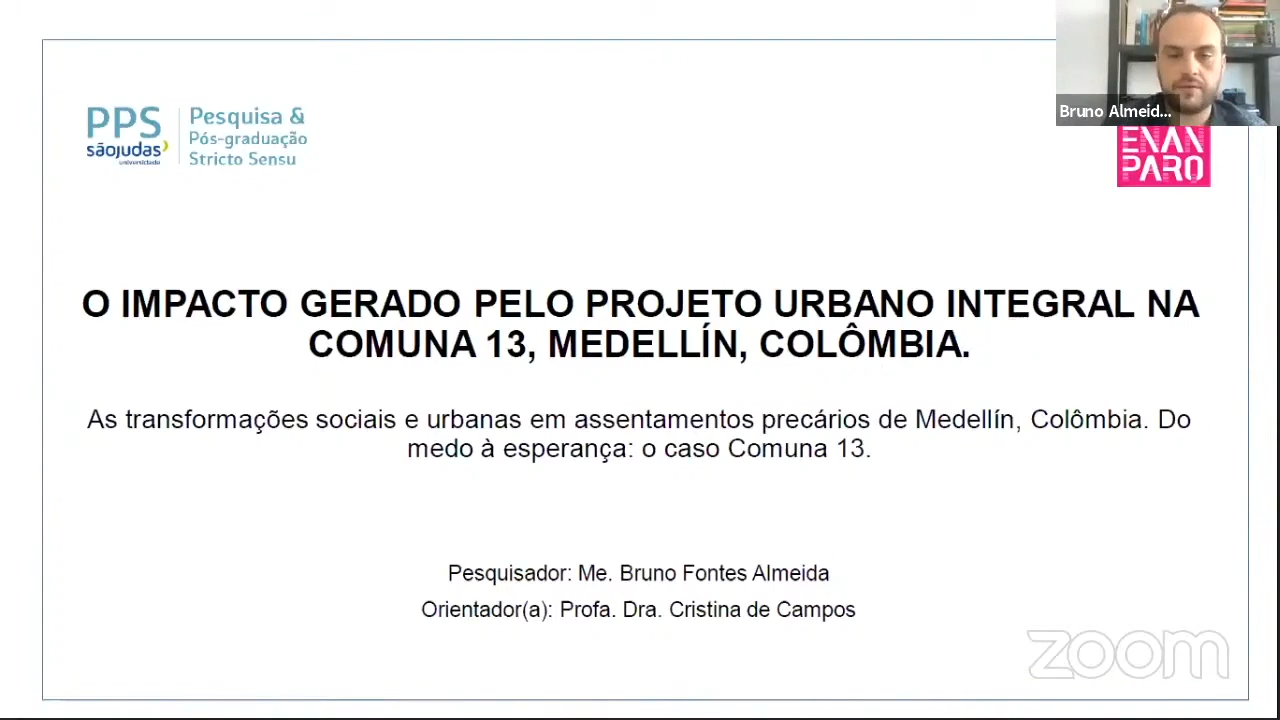 PPS
sãojudas
universidade
Pesquisa &
Pós-graduação
Stricto Sensu
Bruno Almeid...
ENAN
PARQ
O IMPACTO GERADO PELO PROJETO URBANO INTEGRAL NA
COMUNA 13, MEDELLÍN, COLÔMBIA.
As transformações sociais e urbanas em assentamentos precários de Medellín, Colômbia. Do
medo à esperança: o caso Comuna 13.
Pesquisador: Me. Bruno Fontes Almeida
Orientador(a): Profa. Dra. Cristina de Campos
zoom